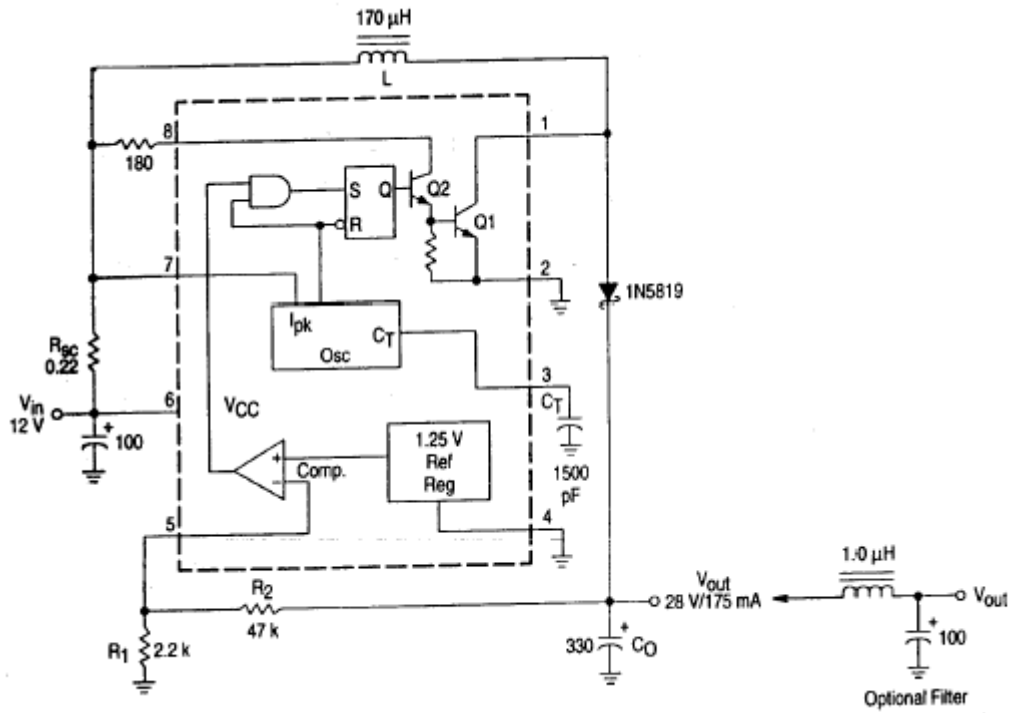 170 µH
L
8
1
180
S
Q
Q2
R
Q1
7
2
1N5819
Ipk
CT
Osc
Rsc
0.22
3
6
CT
Vin
12 V
VCC
+
100
1.25 V
Ref
Reg
+
Comp.
−
1500
pF
5
4
1.0 µH
R2
Vout
28 V/175 mA
Vout
47 k
+
330
CO
+
100
R1
2.2 k
Optional Filter